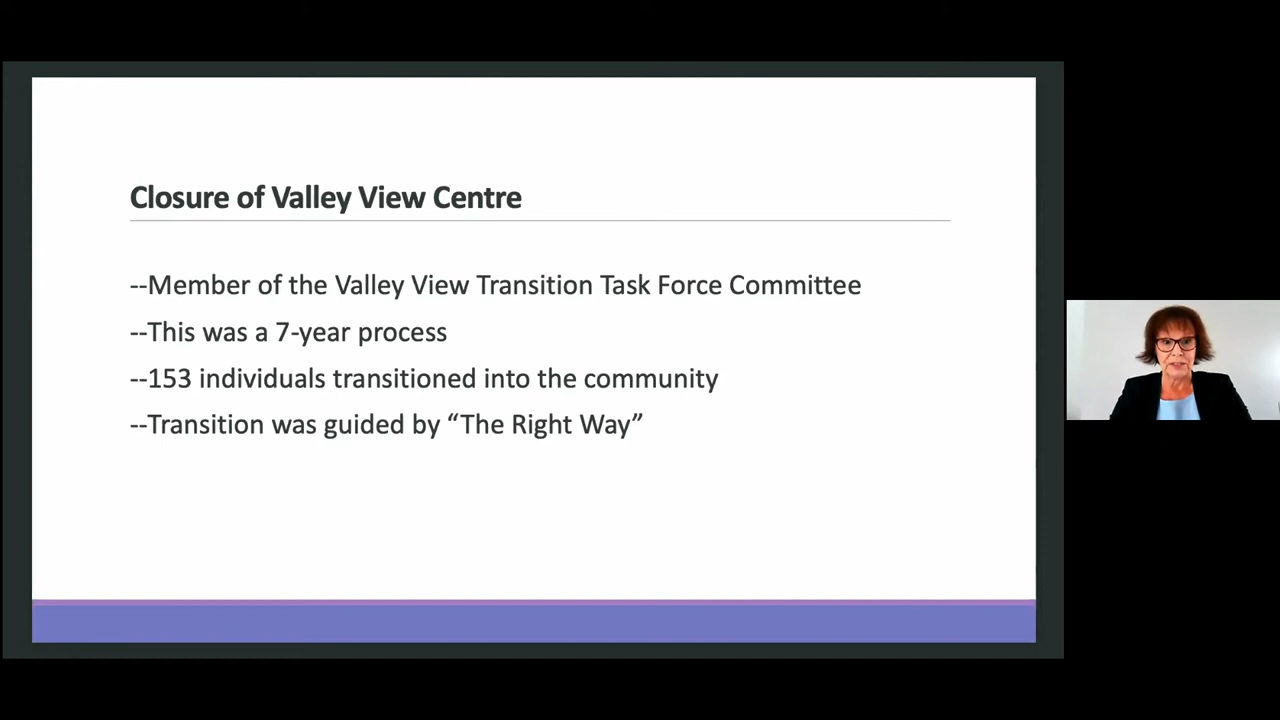 Closure of Valley View Centre
--Member of the Valley View Transition Task Force Committee
--This was a 7-year process
--153 individuals transitioned into the community
--Transition was guided by “The Right Way”